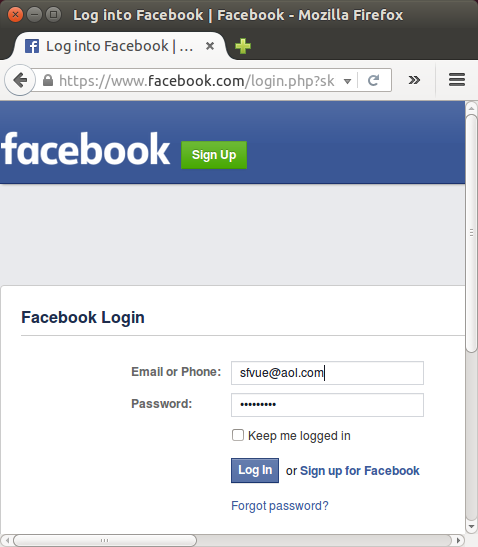 Log into Facebook | Facebook - Mozilla Firefox
Log into Facebook | ...
https://www.facebook.com/login.php?sk
facebook
Sign Up
Facebook Login
Email or Phone: sfvue@aol.com
Password: •••••••••
Keep me logged in
Log In or Sign up for Facebook
Forgot password?